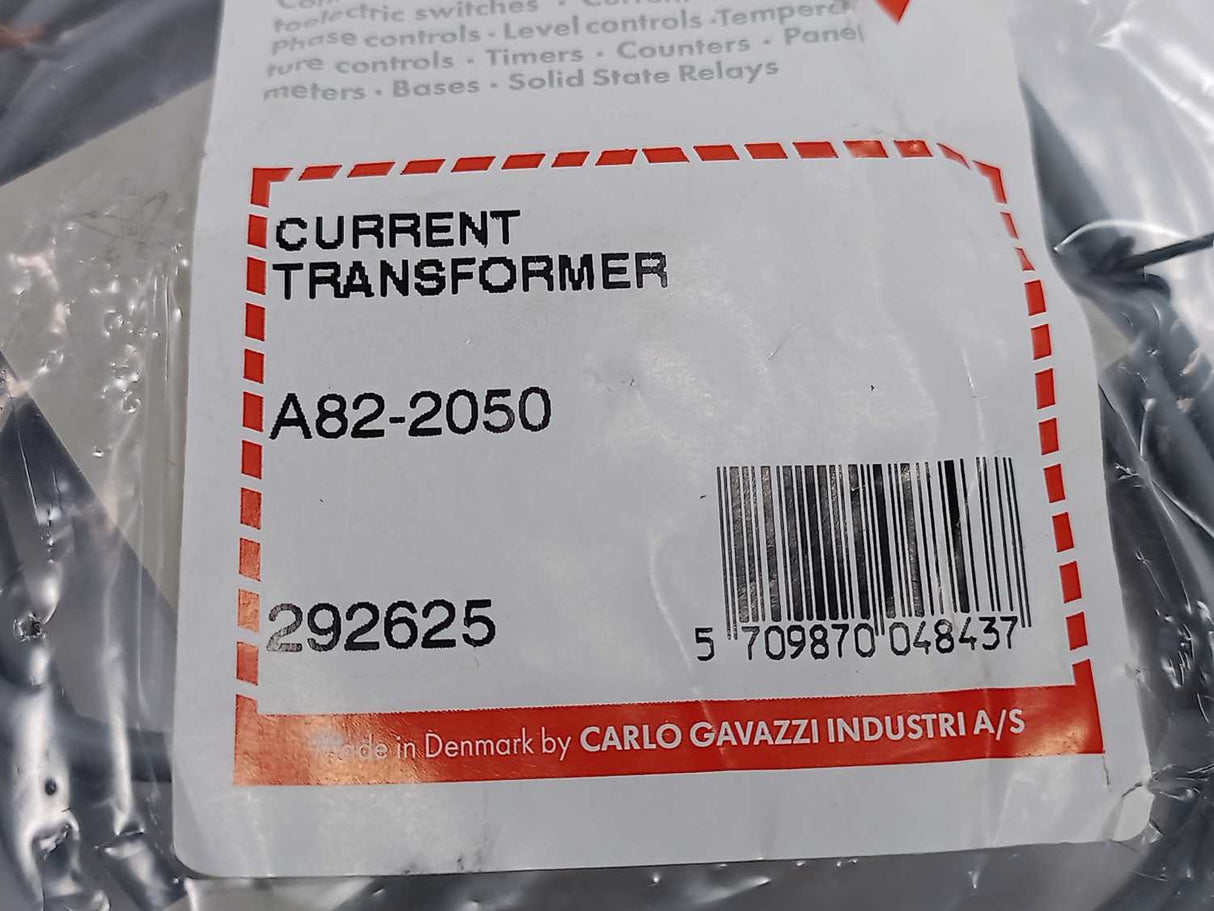 toelectric switches ·
Phase controls · Level controls · Tempera
ture controls · Timers · Counters · Panel
meters · Bases · Solid State Relays
CURRENT
TRANSFORMER
A82-2050
292625
5 709870 048437
Made in Denmark by CARLO GAVAZZI INDUSTRI A/S